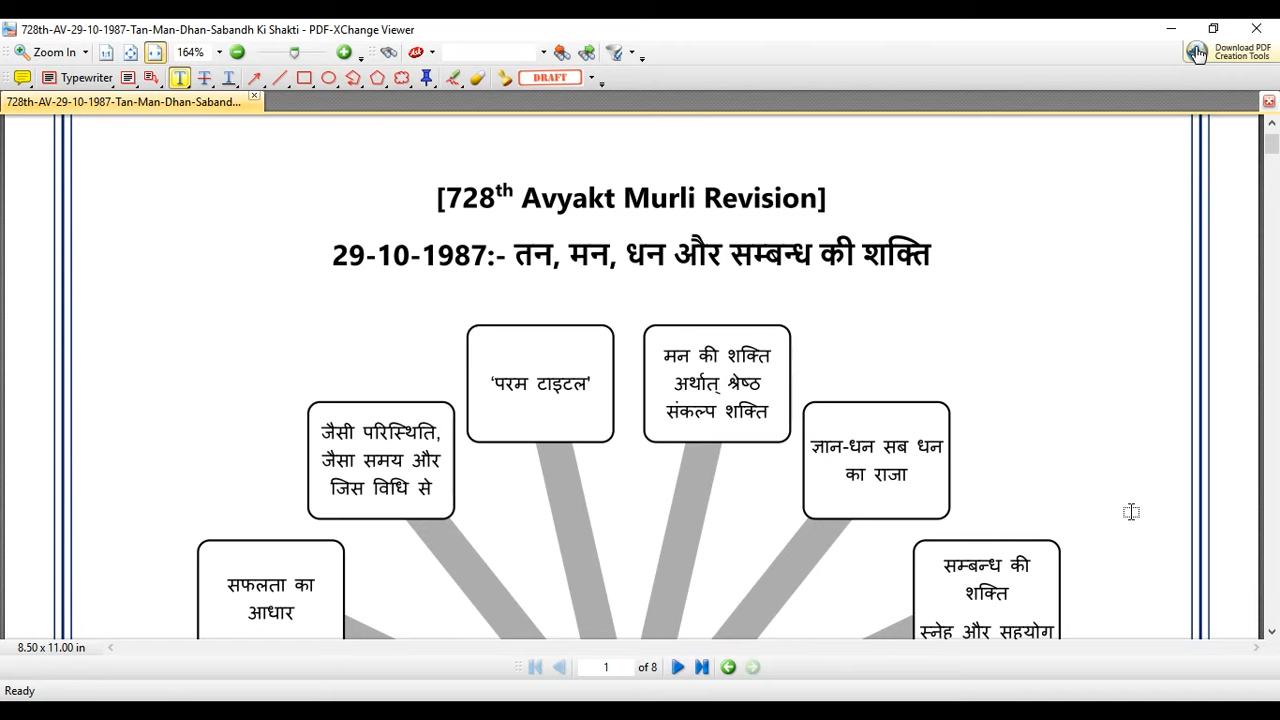 728th-AV-29-10-1987-Tan-Man-Dhan-Sabandh Ki Shakti - PDF-XChange Viewer
Zoom In 164%
Download PDF
Creation Tools
Typewriter T T T DRAFT
728th-AV-29-10-1987-Tan-Man-Dhan-Saband...
[728th Avyakt Murli Revision]
29-10-1987:- तन, मन, धन और सम्बन्ध की शक्ति
‘परम टाइटल'
मन की शक्ति
अर्थात् श्रेष्ठ
संकल्प शक्ति
जैसी परिस्थिति,
जैसा समय और
जिस विधि से
ज्ञान-धन सब धन
का राजा
सफलता का
आधार
सम्बन्ध की
शक्ति
स्नेह और सहयोग
8.50 x 11.00 in
1 of 8
Ready